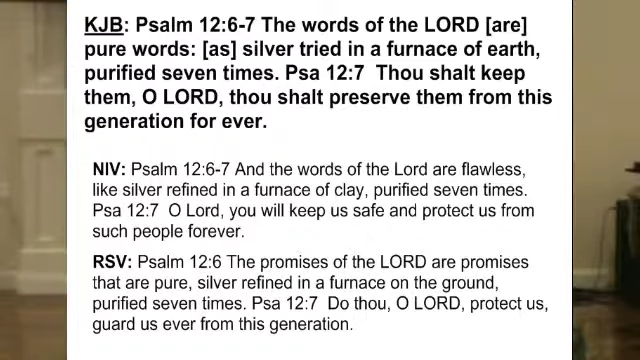 KJB: Psalm 12:6-7 The words of the LORD [are]
pure words: [as] silver tried in a furnace of earth,
purified seven times. Psa 12:7 Thou shalt keep
them, O LORD, thou shalt preserve them from this
generation for ever.
NIV: Psalm 12:6-7 And the words of the Lord are flawless,
like silver refined in a furnace of clay, purified seven times.
Psa 12:7 O Lord, you will keep us safe and protect us from
such people forever.
RSV: Psalm 12:6 The promises of the LORD are promises
that are pure, silver refined in a furnace on the ground,
purified seven times. Psa 12:7 Do thou, O LORD, protect us,
guard us ever from this generation.